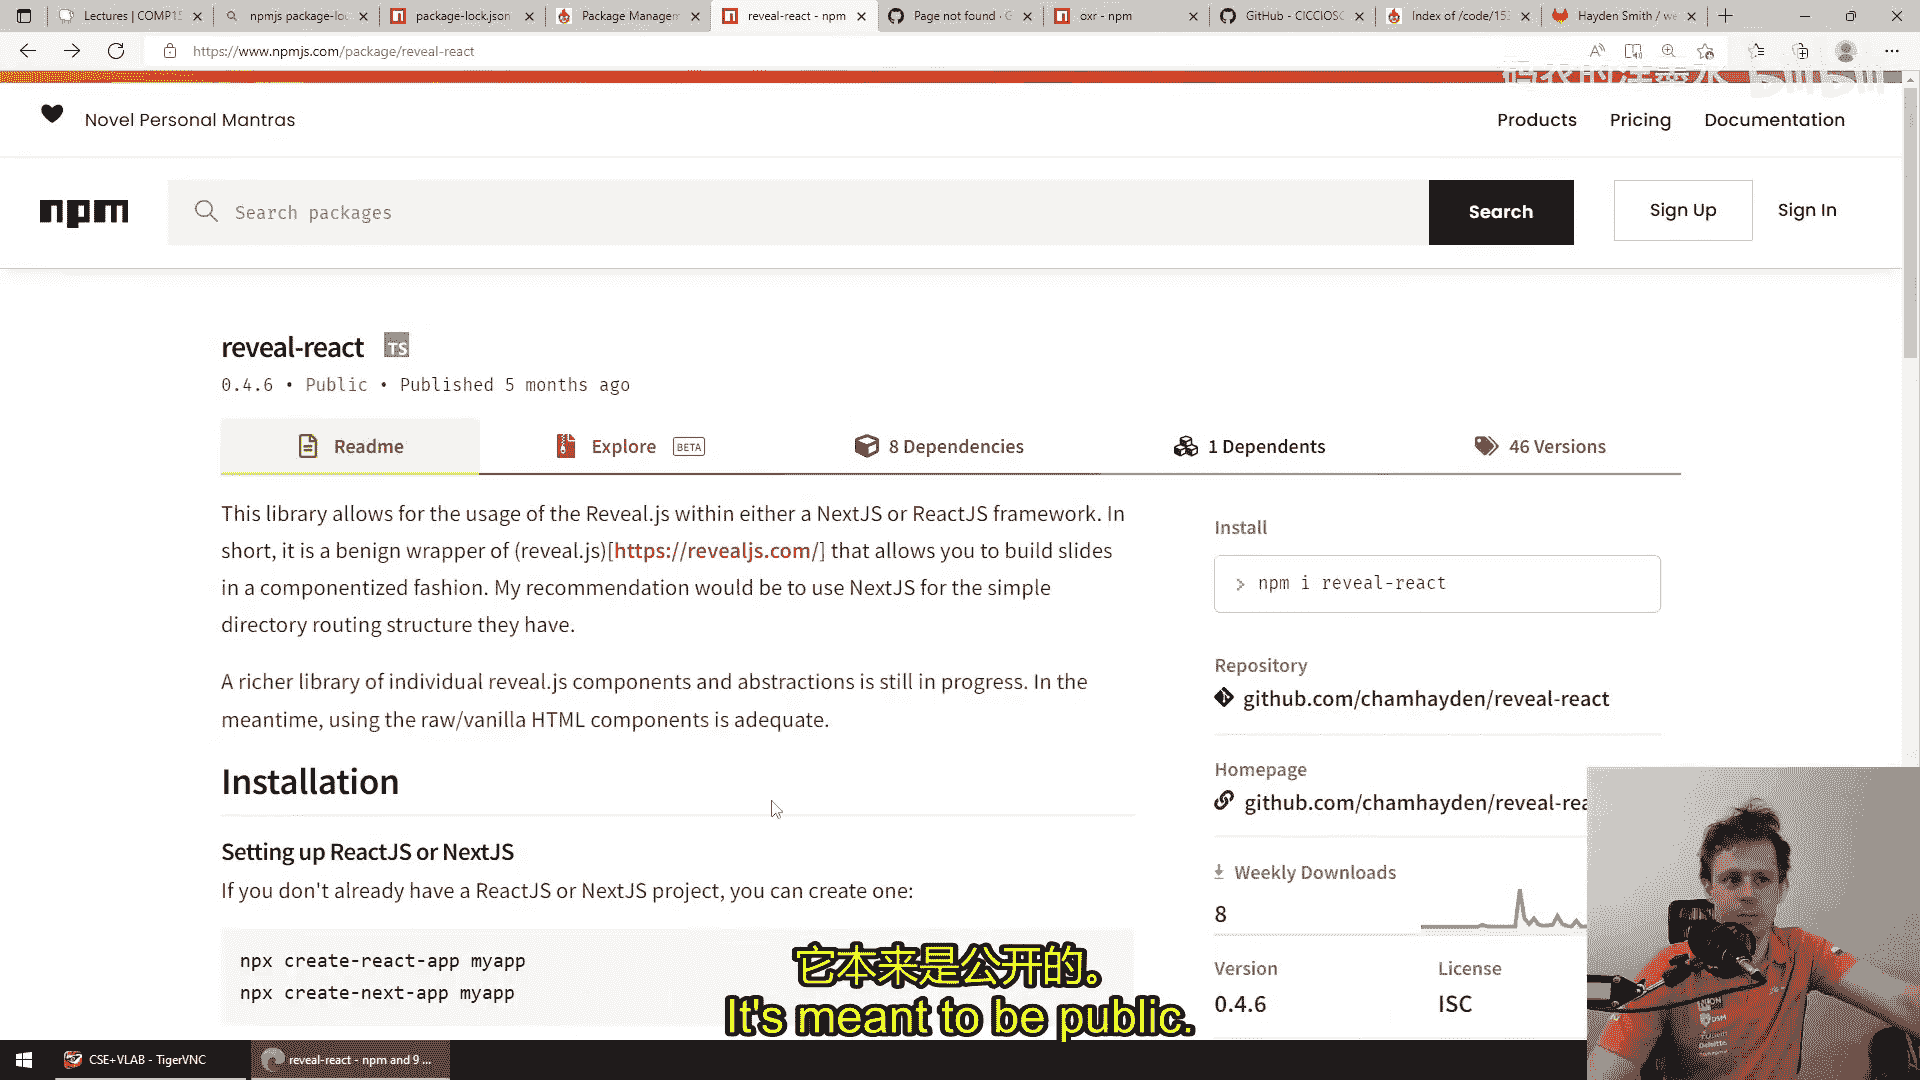 Lectures | COMP15
npmjs package-loc
package-lock.json
Package Managem
reveal-react - npm
Page not found · G
oxr - npm
GitHub - CICCIOSG
Index of /code/15
Hayden Smith / we
https://www.npmjs.com/package/reveal-react
Novel Personal Mantras
Products
Pricing
Documentation
npm
Search packages
Search
Sign Up
Sign In
reveal-react
TS
0.4.6 • Public • Published 5 months ago
Readme
Explore BETA
8 Dependencies
1 Dependents
46 Versions
This library allows for the usage of the Reveal.js within either a NextJS or ReactJS framework. In
short, it is a benign wrapper of (reveal.js)[https://revealjs.com/] that allows you to build slides
in a componentized fashion. My recommendation would be to use NextJS for the simple
directory routing structure they have.
A richer library of individual reveal.js components and abstractions is still in progress. In the
meantime, using the raw/vanilla HTML components is adequate.
Installation
Setting up ReactJS or NextJS
If you don't already have a ReactJS or NextJS project, you can create one:
npx create-react-app myapp
npx create-next-app myapp
Install
> npm i reveal-react
Repository
github.com/chamhayden/reveal-react
Homepage
github.com/chamhayden/reveal-rea
Weekly Downloads
8
Version
License
0.4.6
ISC
它本来是公开的。
It's meant to be public.
CSE+VLAB - TigerVNC
reveal-react - npm and 9 ...